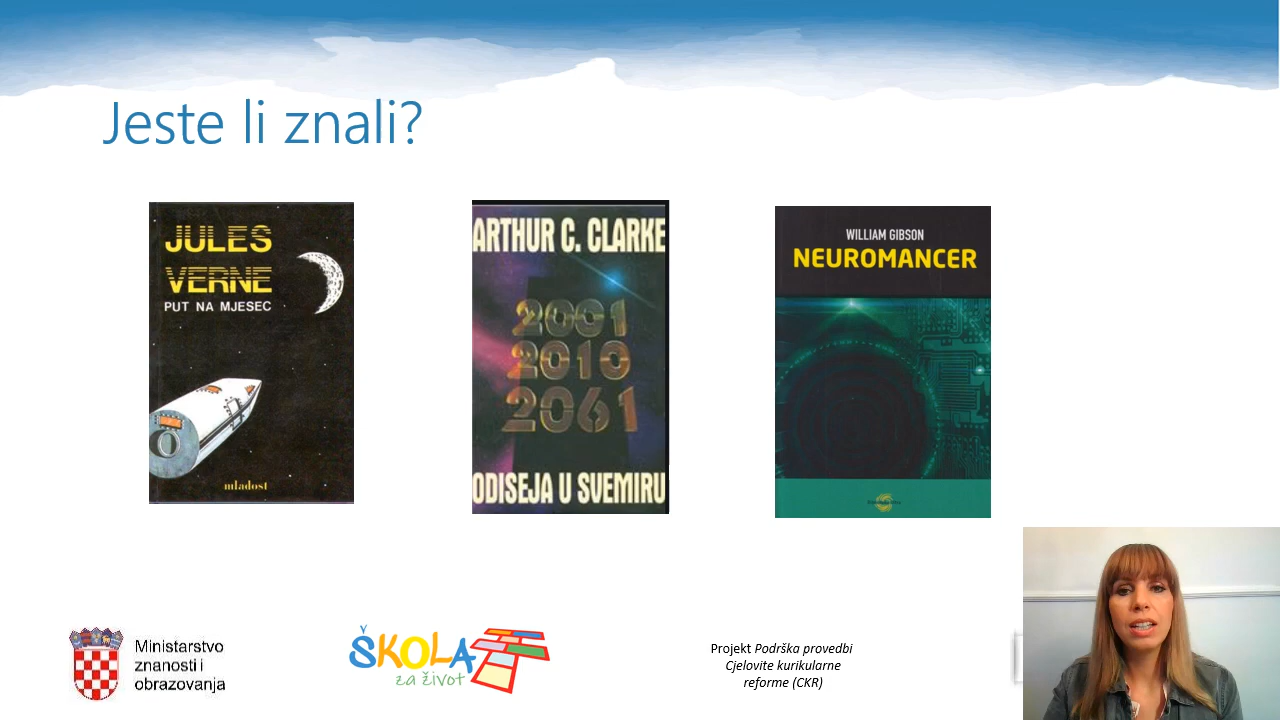 Jeste li znali?
JULES
VERNE
PUT NA MJESEC
mladost
ARTHUR C. CLARKE
2001
2010
2061
ODISEJA U SVEMIRU
WILLIAM GIBSON
NEUROMANCER
Ministarstvo
znanosti i
obrazovanja
ŠKOLA
za život
Projekt Podrška provedbi
Cjelovite kurikularne
reforme (CKR)